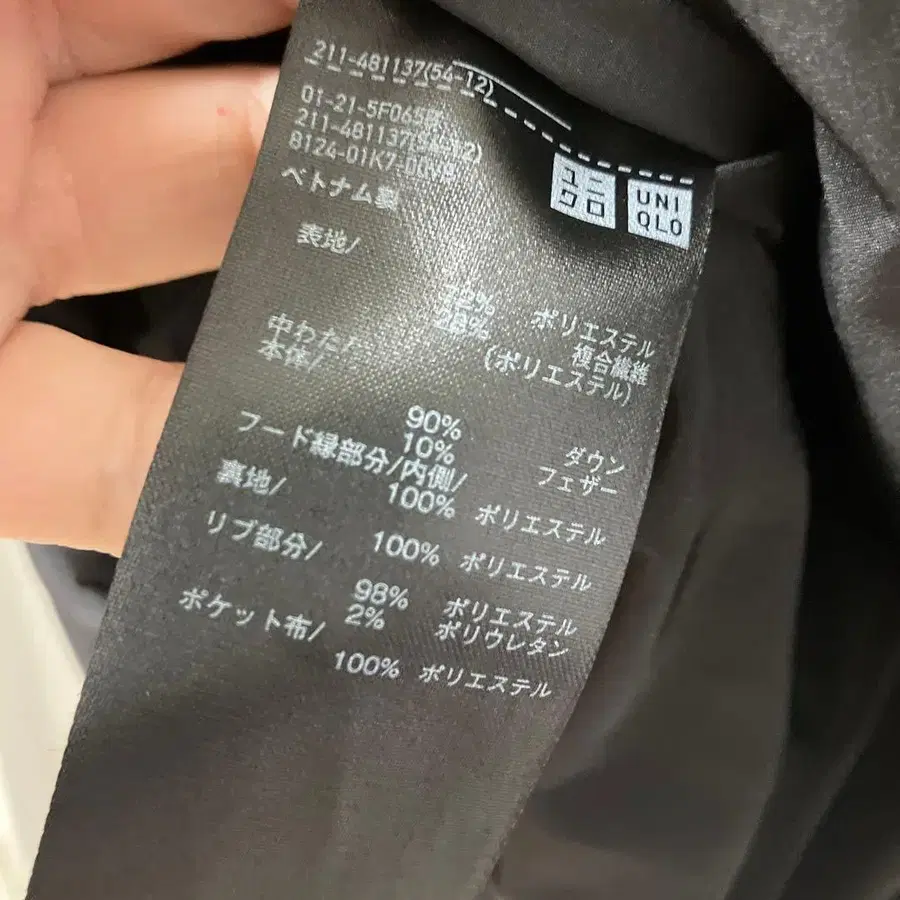 211-481137(54-12)
01-21-5F065
211-481137(54-12)
8124-01K7-00
ベトナム製
ユニクロ
UNIQLO
表地/
72% ポリエステル
28% 複合繊維
(ポリエステル)
中わた/
本体/
90% ダウン
10% フェザー
フード縁部分/内側/
100% ポリエステル
裏地/
100% ポリエステル
リブ部分/
98% ポリエステル
2% ポリウレタン
ポケット布/
100% ポリエステル